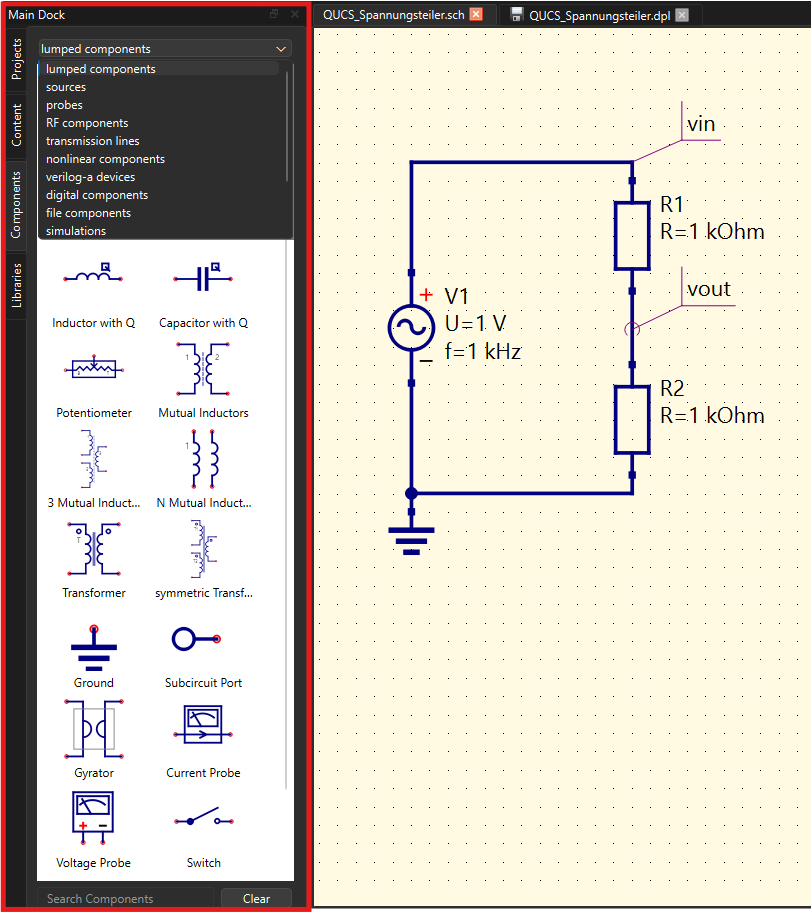 Main Dock
QUCS_Spannungsteiler.sch
QUCS_Spannungsteiler.dpl
Projects
Content
Components
Libraries
lumped components
lumped components
sources
probes
RF components
transmission lines
nonlinear components
verilog-a devices
digital components
file components
simulations
Inductor with Q
Capacitor with Q
Potentiometer
Mutual Inductors
3 Mutual Induct...
N Mutual Induct...
Transformer
symmetric Transf...
Ground
Subcircuit Port
Gyrator
Current Probe
Voltage Probe
Switch
Search Components
Clear
vin
R1
R=1 kOhm
vout
V1
U=1 V
f=1 kHz
R2
R=1 kOhm